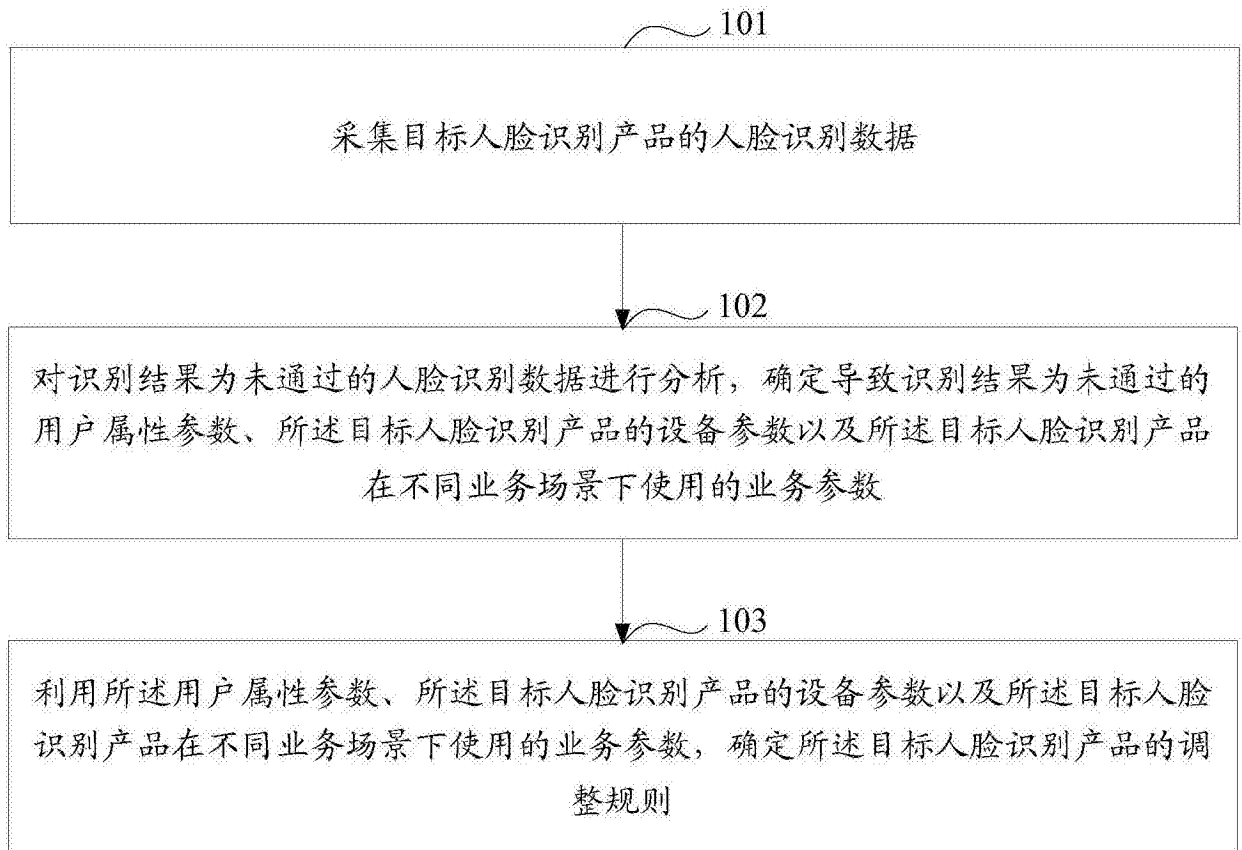 101
采集目标人脸识别产品的人脸识别数据
102
对识别结果为未通过的人脸识别数据进行分析，确定导致识别结果为未通过的
用户属性参数、所述目标人脸识别产品的设备参数以及所述目标人脸识别产品
在不同业务场景下使用的业务参数
103
利用所述用户属性参数、所述目标人脸识别产品的设备参数以及所述目标人脸
识别产品在不同业务场景下使用的业务参数，确定所述目标人脸识别产品的调
整规则